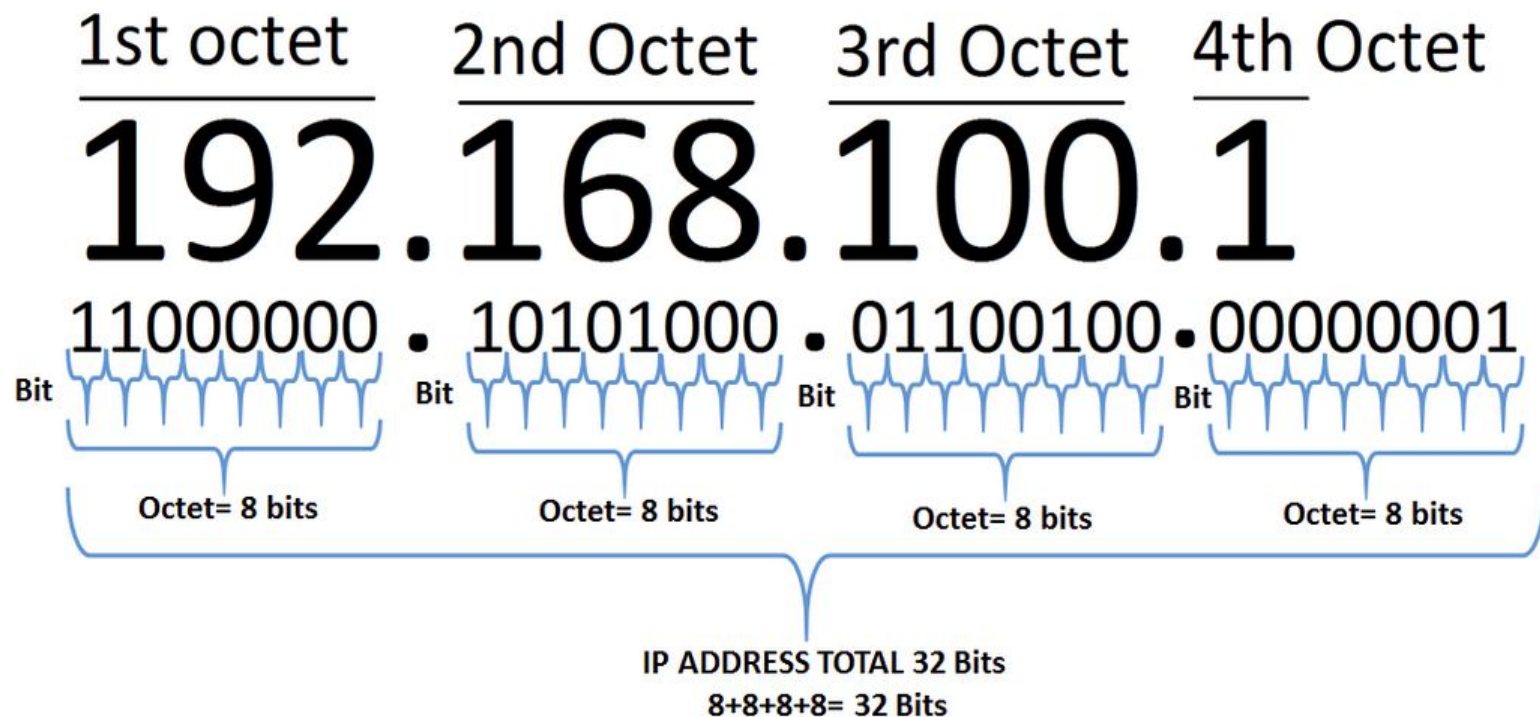 1st octet 2nd Octet 3rd Octet 4th Octet
192.168.100.1
11000000 . 10101000 . 01100100 . 00000001
Bit Bit Bit Bit
Octet= 8 bits Octet= 8 bits Octet= 8 bits Octet= 8 bits
IP ADDRESS TOTAL 32 Bits
8+8+8+8= 32 Bits